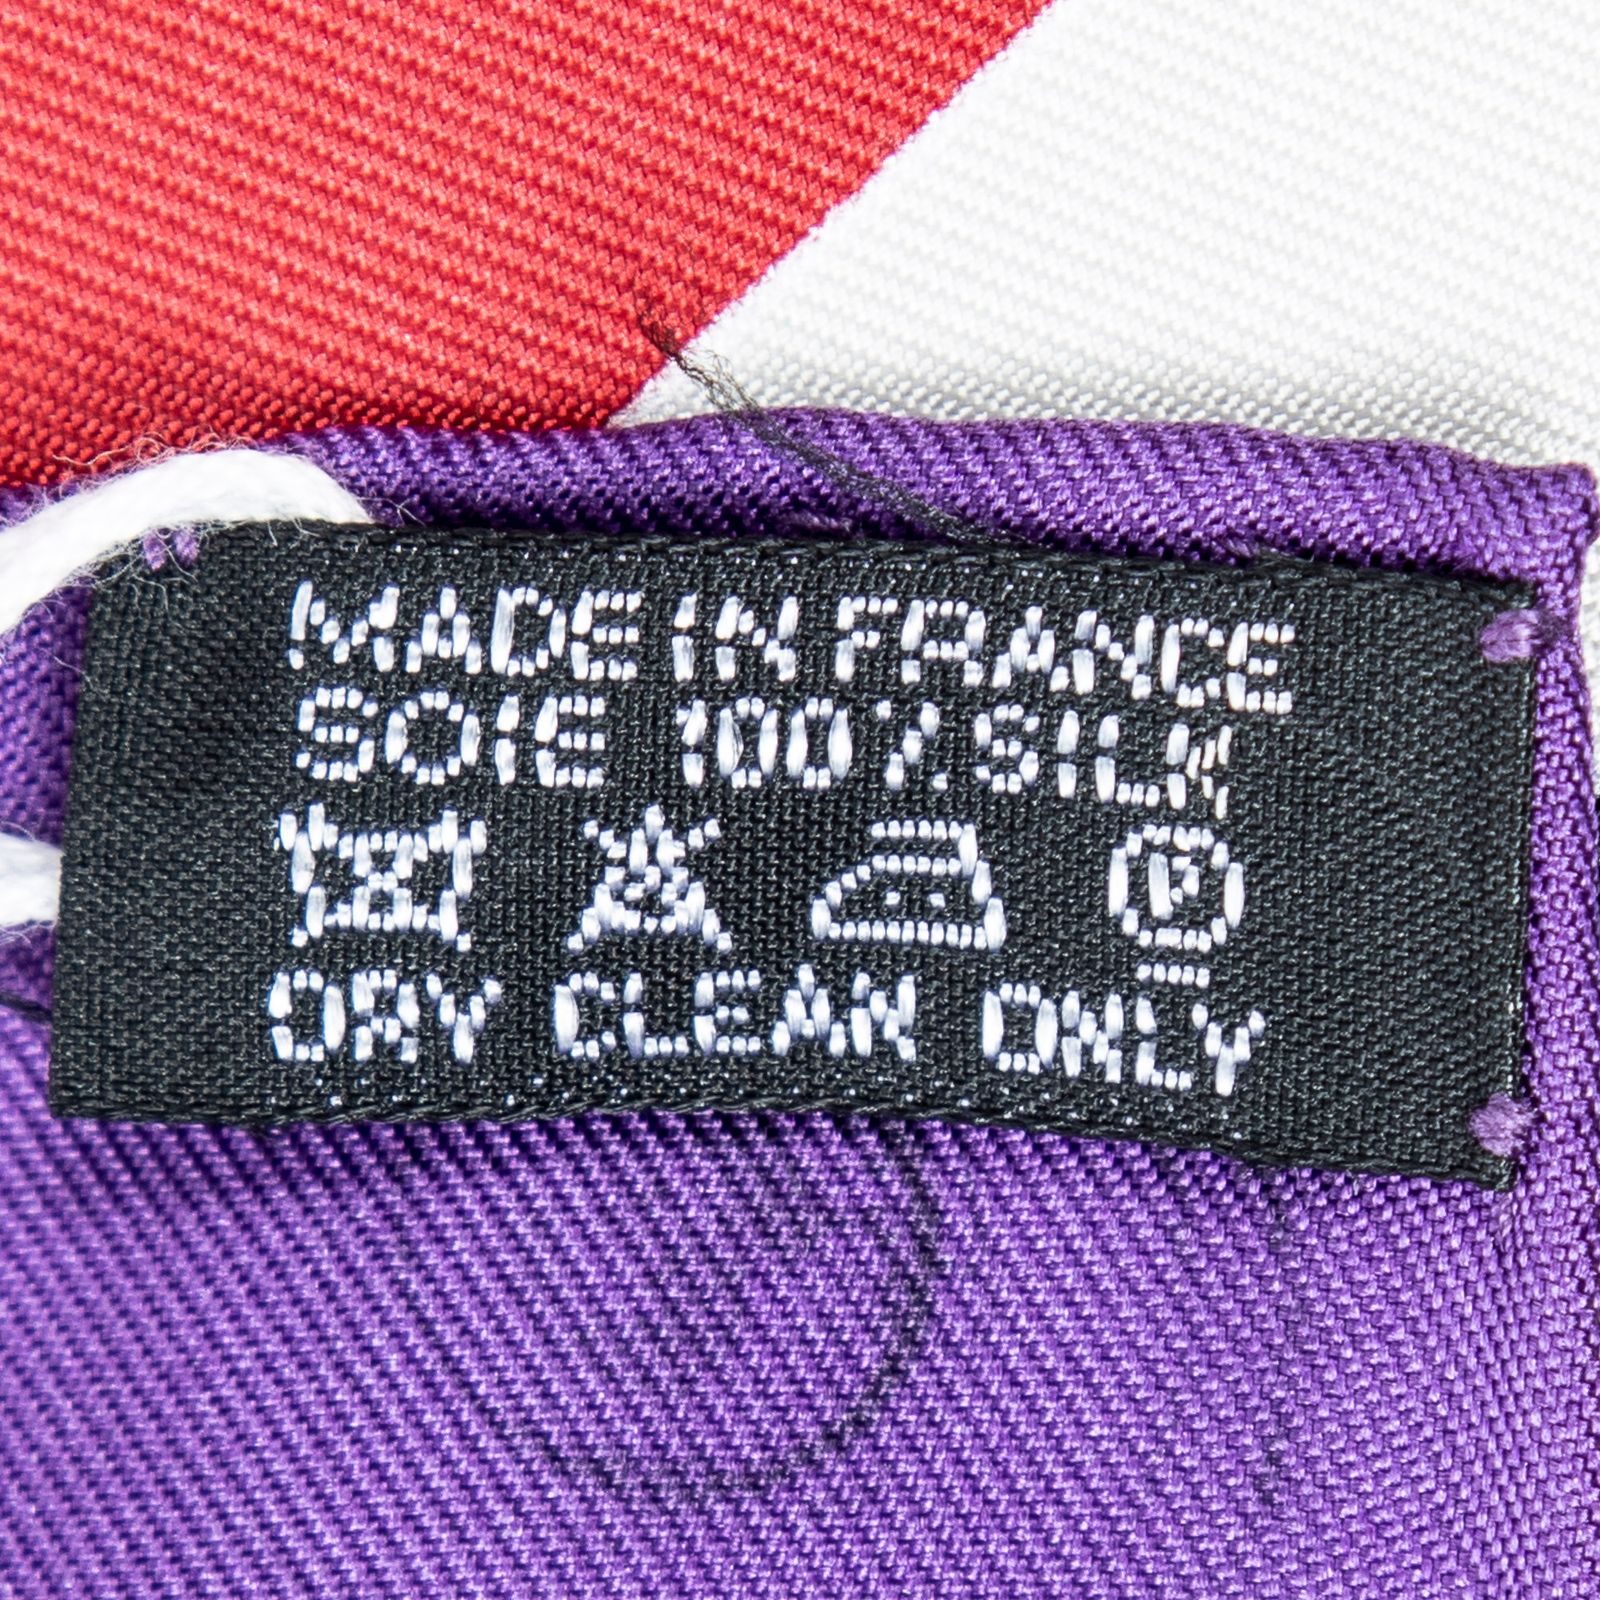 MADE IN FRANCE
SOIE 100% SILK
P
DRY CLEAN ONLY